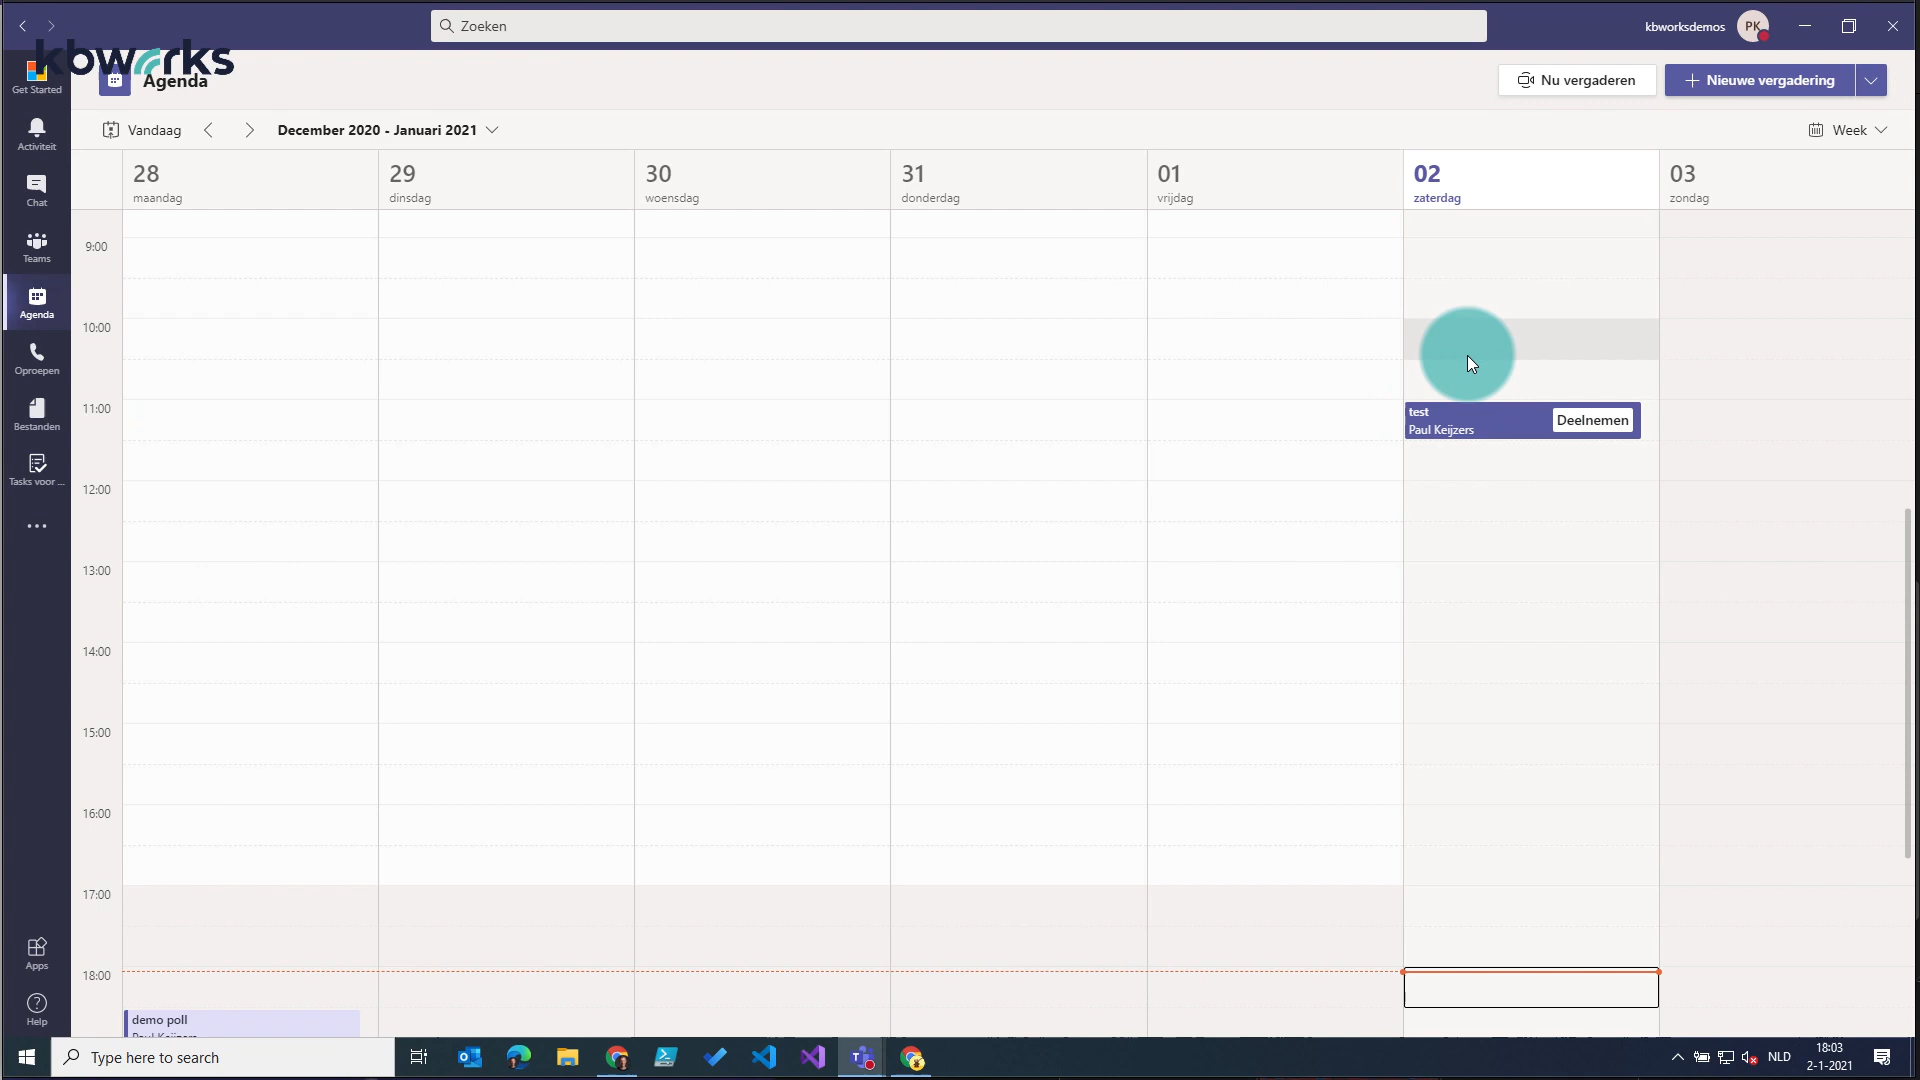 Zoeken
kbworksdemos
PK
kbworks
Get Started
Agenda
Nu vergaderen
Nieuwe vergadering
Vandaag
December 2020 - Januari 2021
Week
Activiteit
Chat
Teams
Agenda
Oproepen
Bestanden
Tasks voor ...
Apps
Help
28
maandag
29
dinsdag
30
woensdag
31
donderdag
01
vrijdag
02
zaterdag
03
zondag
9:00
10:00
11:00
test
Paul Keijzers
Deelnemen
12:00
13:00
14:00
15:00
16:00
17:00
18:00
demo poll
Paul Keijzers
Type here to search
NLD
18:03
2-1-2021